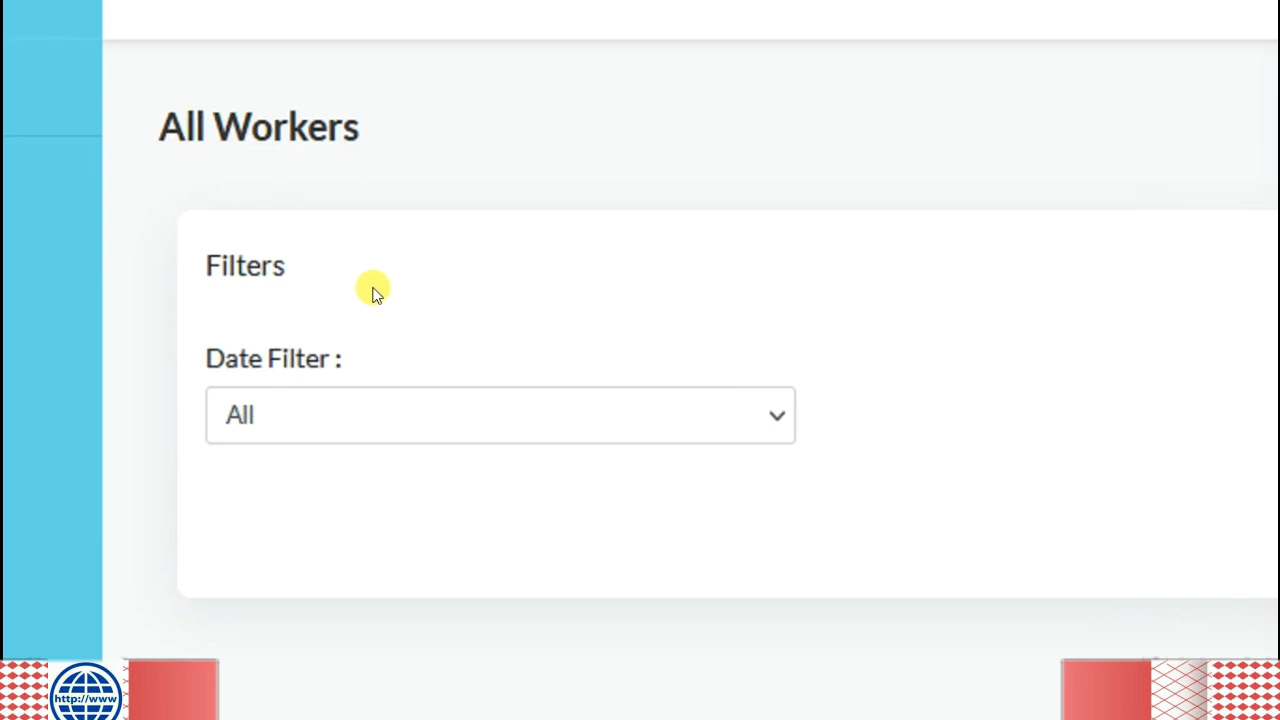 All Workers
Filters
Date Filter :
All
http://www